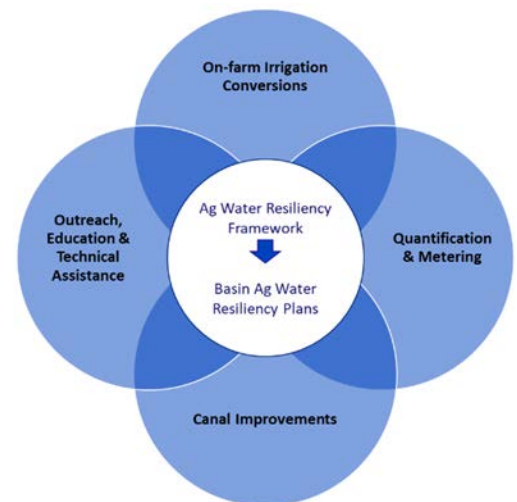 On-farm Irrigation
Conversions
Outreach,
Education &
Technical
Assistance
Ag Water Resiliency
Framework
Basin Ag Water
Resiliency Plans
Quantification
& Metering
Canal Improvements